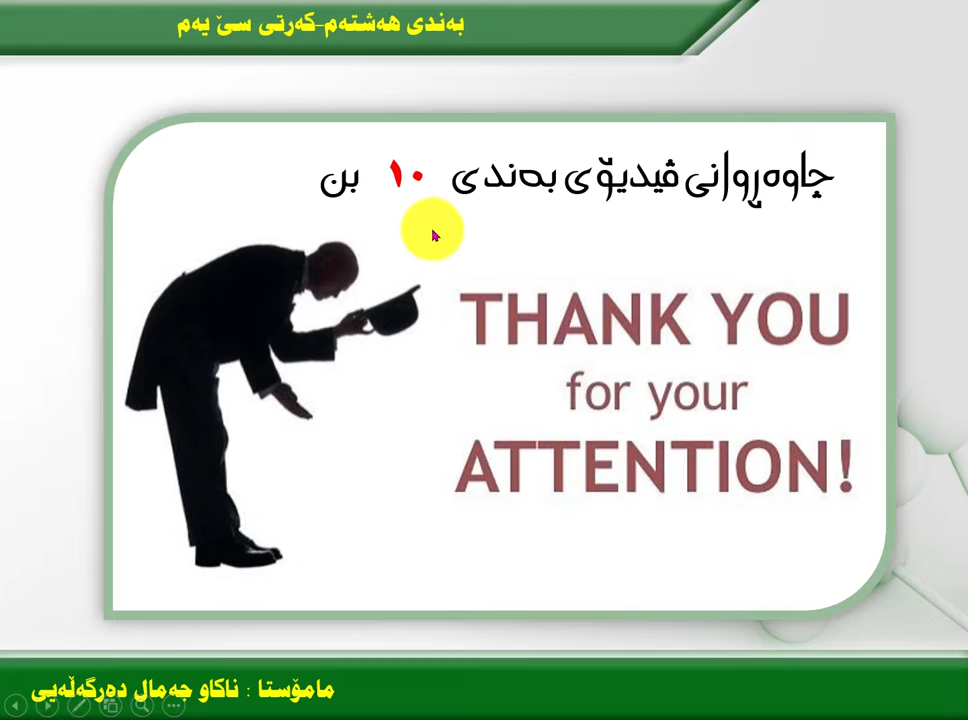 بەندی هەشتەم-کەرتی سێ یەم
چاوەڕوانی ڤیدیۆی بەندی ١٠ بن
THANK YOU
for your
ATTENTION!
مامۆستا : ناکاو جەمال دەرگەڵەیی